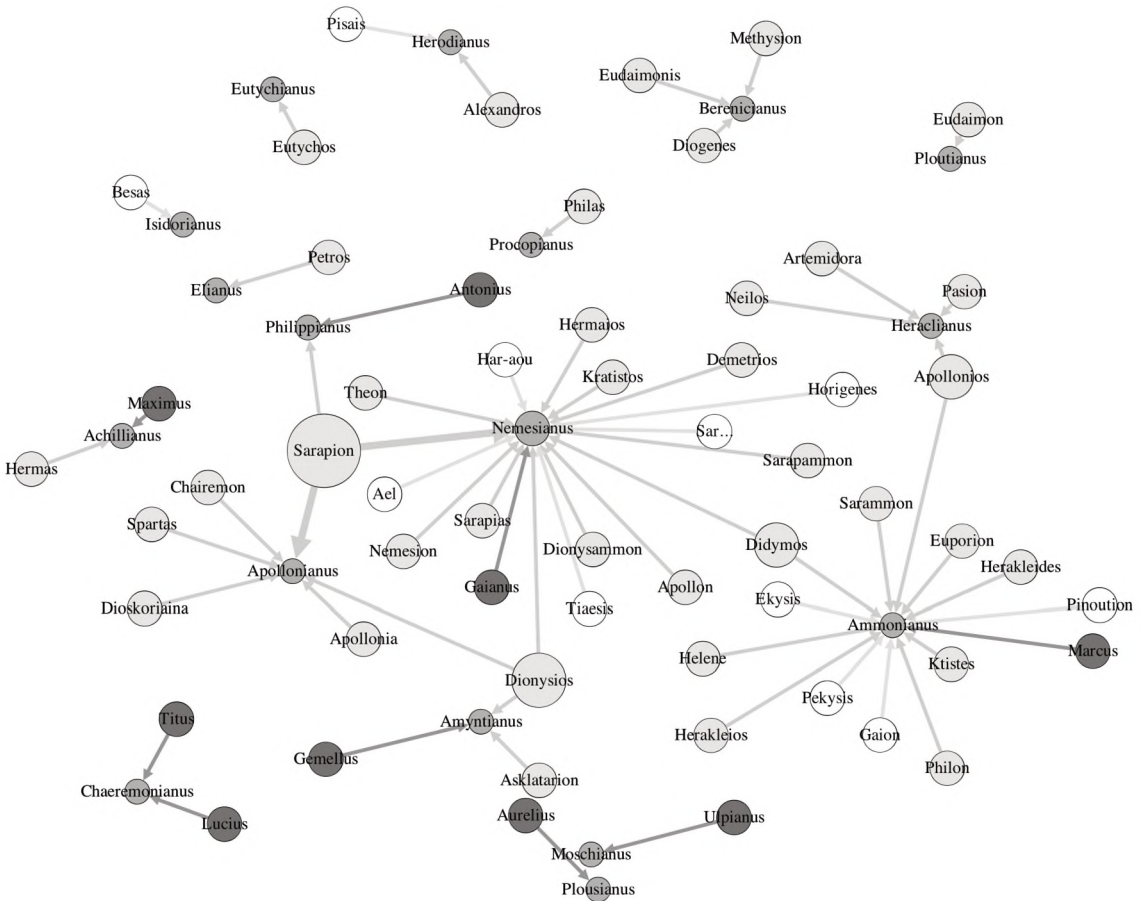 Pisais
Herodianus
Methysion
Eudaimonis
Eutychianus
Alexandros
Berenicianus
Eudaimon
Eutychos
Diogenes
Ploutianus
Besas
Isidorianus
Philas
Procopianus
Petros
Artemidora
Elianus
Antonius
Neilos
Pasion
Philippianus
Hermaios
Heraclianus
Har-aou
Demetrios
Theon
Kratistos
Horigenes
Apollonios
Maximus
Achillianus
Nemesianus
Sar...
Sarapion
Hermas
Sarapammon
Chairemon
Ael
Sarammon
Spartas
Sarapias
Nemesion
Dionysammon
Didymos
Euporion
Apollonianus
Herakleides
Gaianus
Apollon
Ekysis
Dioskoriaina
Tiaesis
Pinoution
Apollonia
Ammonianus
Marcus
Helene
Ktistes
Dionysios
Pekysis
Titus
Amyntianus
Herakleios
Gaion
Gemellus
Philon
Asklatarion
Chaeremonianus
Aurelius
Ulpianus
Lucius
Moschianus
Plousianus